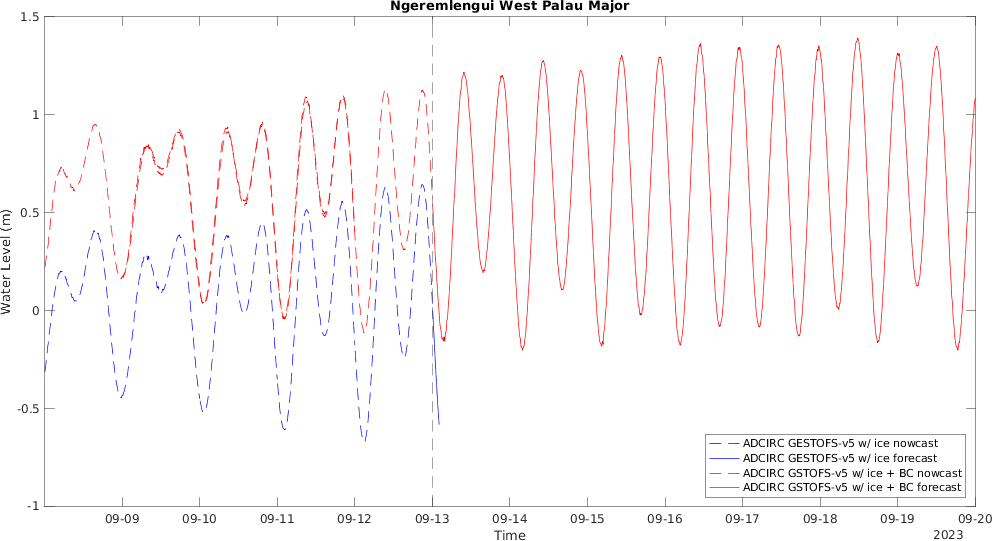 Ngeremlengui West Palau Major
1.5
1
0.5
0
-0.5
-1
Water Level (m)
ADCIRC GESTOFS-v5 w/ ice nowcast
ADCIRC GESTOFS-v5 w/ ice forecast
ADCIRC GSTOFS-v5 w/ ice + BC nowcast
ADCIRC GSTOFS-v5 w/ ice + BC forecast
09-09 09-10 09-11 09-12 09-13 09-14 09-15 09-16 09-17 09-18 09-19 09-20
Time
2023